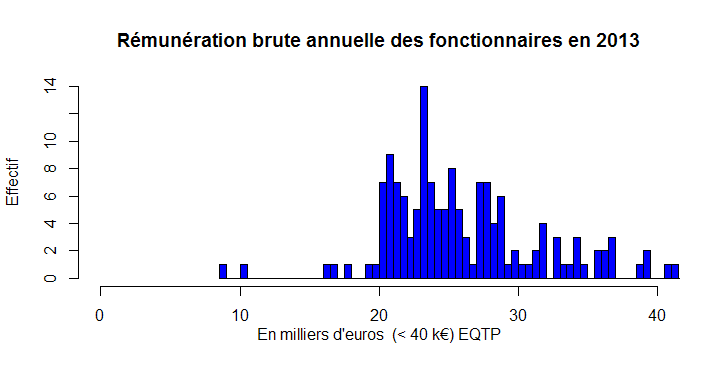 Rémunération brute annuelle des fonctionnaires en 2013
Effectif
14
10
8
6
4
2
0
0 10 20 30 40
En milliers d'euros (< 40 k€) EQTP